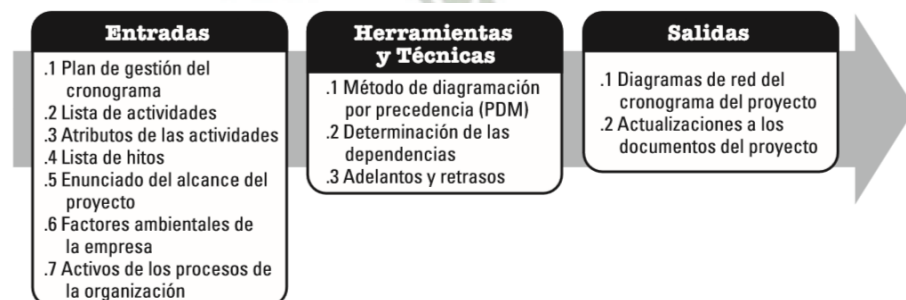 Entradas
.1 Plan de gestión del
cronograma
.2 Lista de actividades
.3 Atributos de las actividades
.4 Lista de hitos
.5 Enunciado del alcance del
proyecto
.6 Factores ambientales de
la empresa
.7 Activos de los procesos de
la organización
Herramientas
y Técnicas
.1 Método de diagramación
por precedencia (PDM)
.2 Determinación de las
dependencias
.3 Adelantos y retrasos
Salidas
.1 Diagramas de red del
cronograma del proyecto
.2 Actualizaciones a los
documentos del proyecto